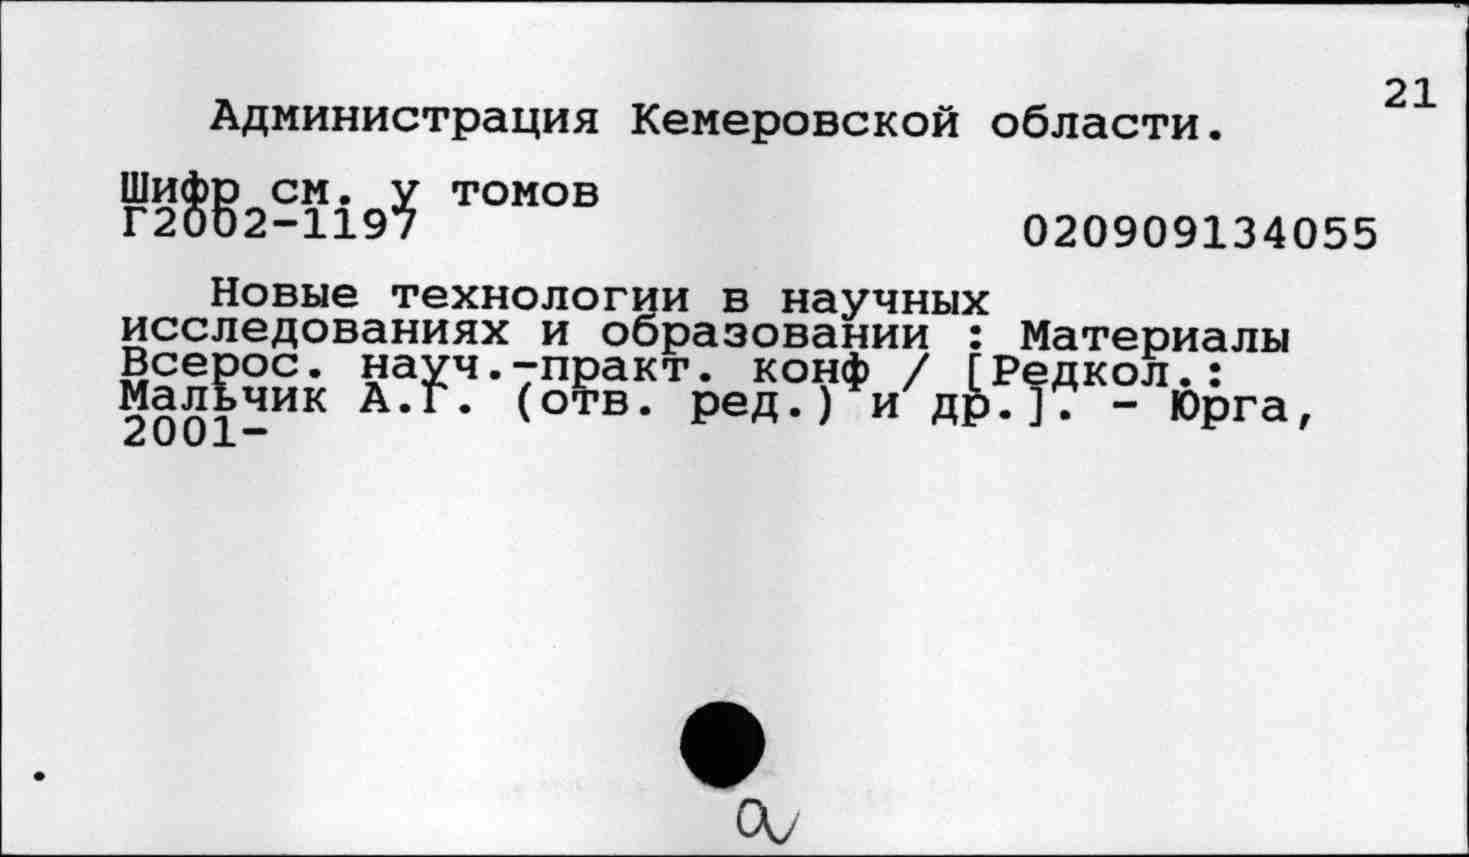 21
Администрация Кемеровской области.
Шифр см. у томов
Г2002-1197 020909134055
Новые технологии в научных
исследованиях и образовании : Материалы
Всерос. науч.-практ. конф / [Редкол.:
Мальчик А.Г. (отв. ред.) и др.]. - Юрга,
2001-
а